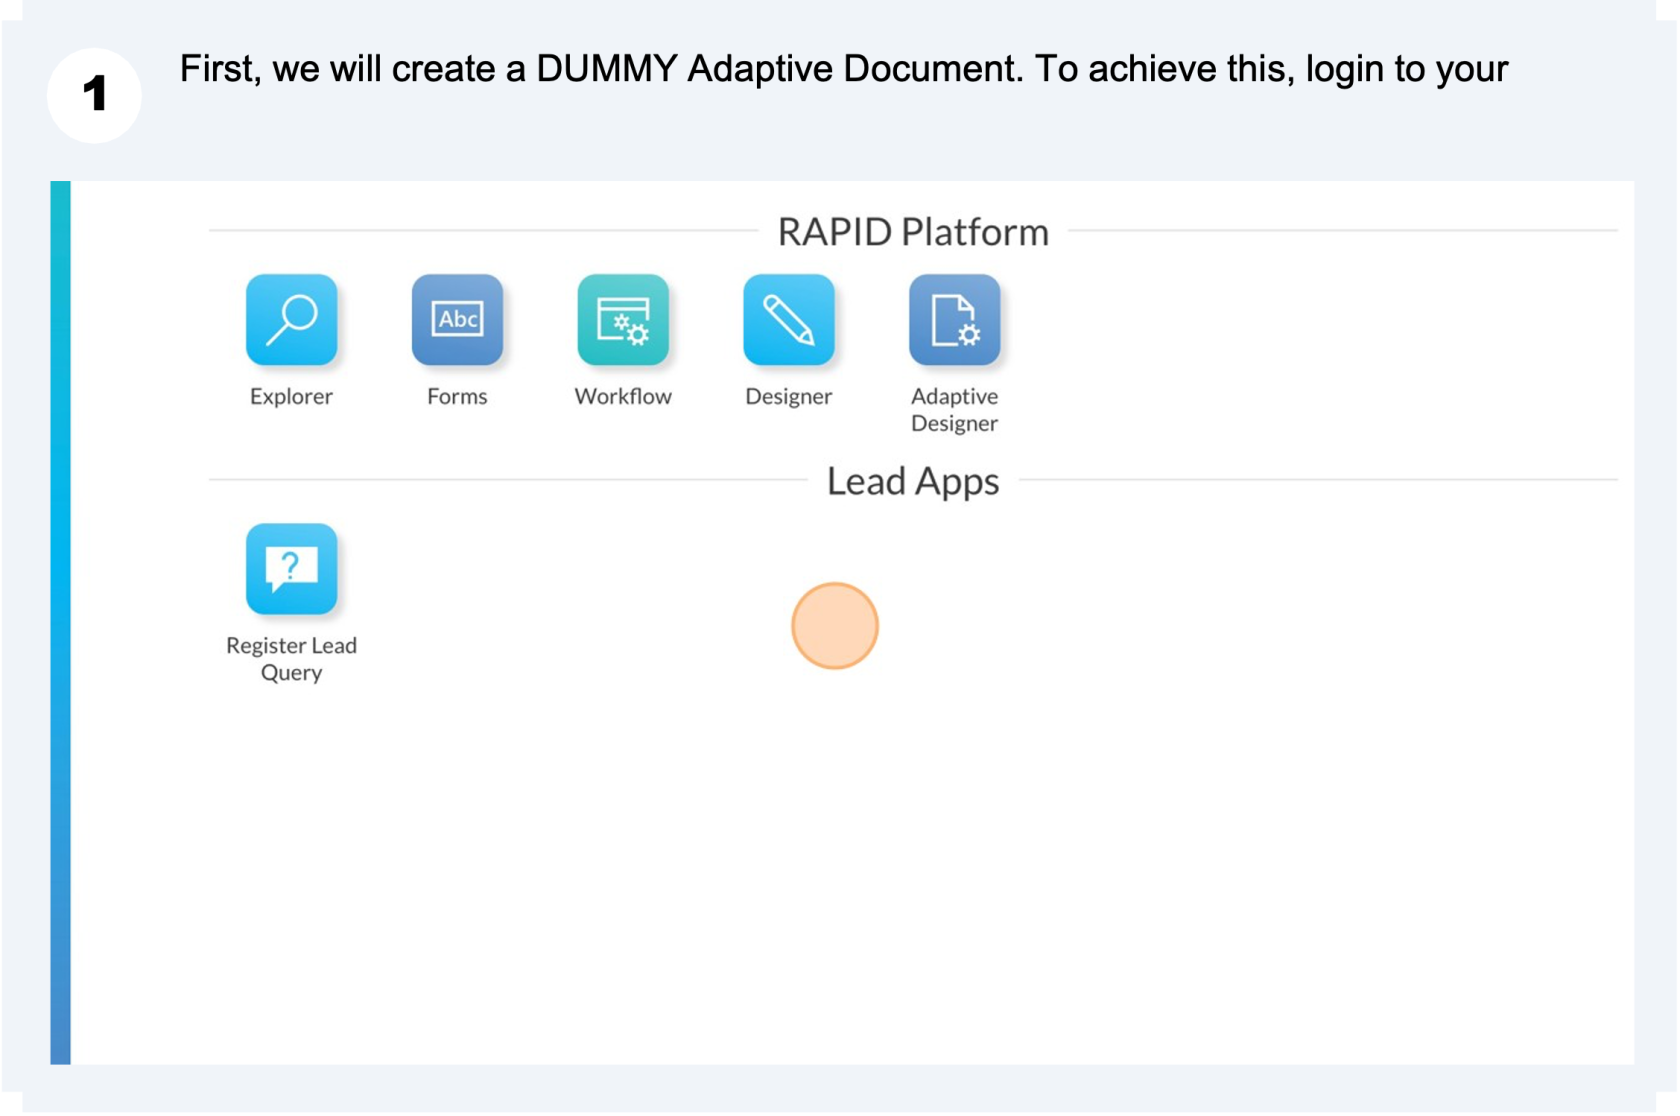 1
First, we will create a DUMMY Adaptive Document. To achieve this, login to your
RAPID Platform
Abc
Explorer
Forms
Workflow
Designer
Adaptive
Designer
Lead Apps
?
Register Lead
Query